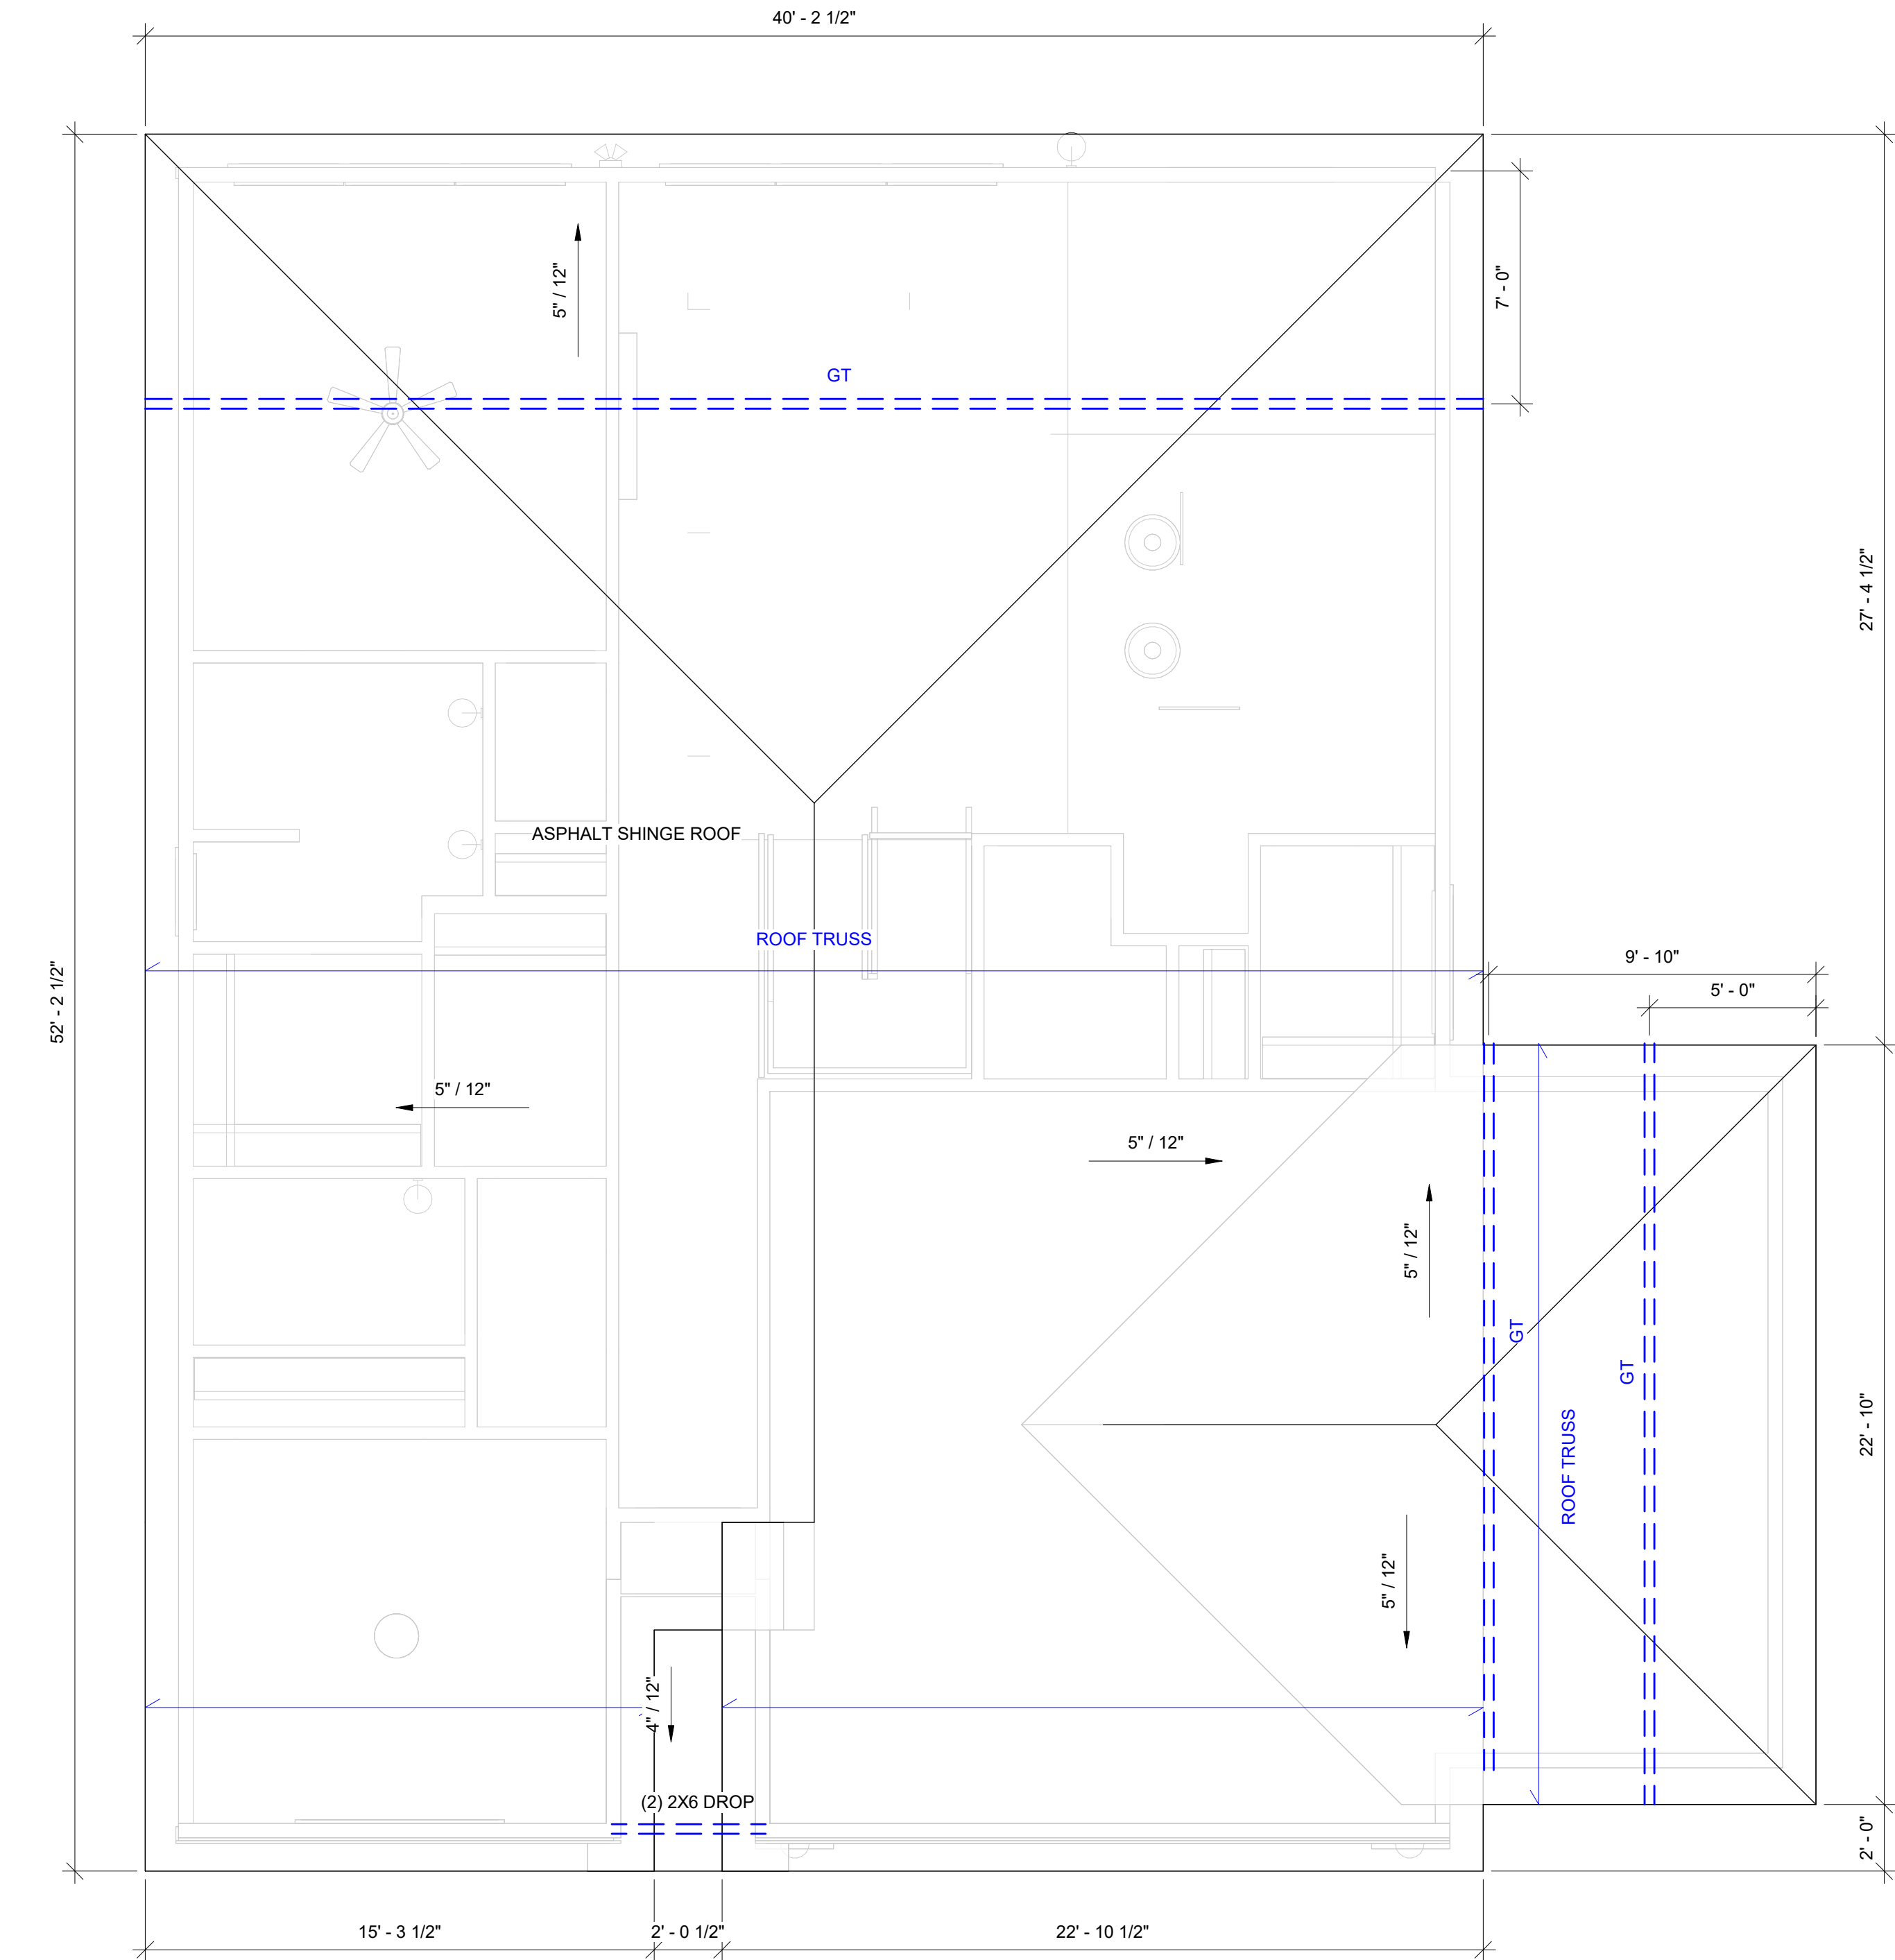 40' - 2 1/2"
5" / 12"
7' - 0"
GT
27' - 4 1/2"
ASPHALT SHINGE ROOF
ROOF TRUSS
52' - 2 1/2"
9' - 10"
5' - 0"
5" / 12"
5" / 12"
5" / 12"
GT
GT
ROOF TRUSS
22' - 10"
5" / 12"
4" / 12"
(2) 2X6 DROP
2' - 0"
15' - 3 1/2"
2' - 0 1/2"
22' - 10 1/2"